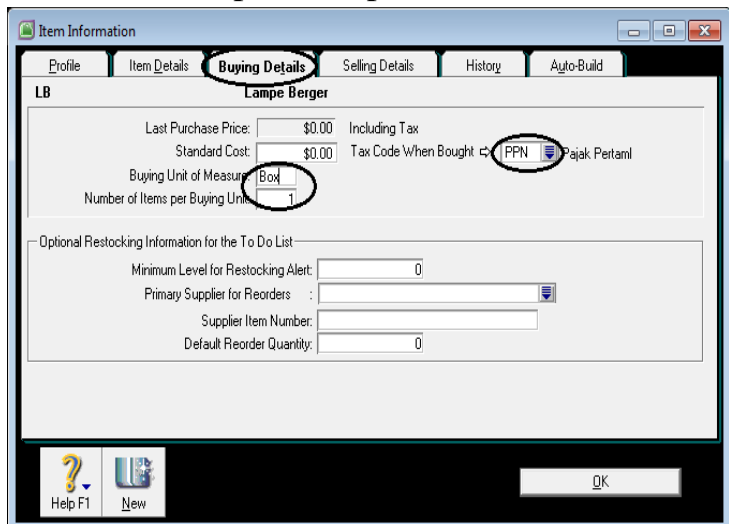 Item Information
Profile Item Details Buying Details Selling Details History Auto-Build
LB Lampe Berger
Last Purchase Price: $0.00 Including Tax
Standard Cost: $0.00 Tax Code When Bought PPN Pajak PertamI
Buying Unit of Measure: Box
Number of Items per Buying Unit: 1
Optional Restocking Information for the To Do List
Minimum Level for Restocking Alert: 0
Primary Supplier for Reorders :
Supplier Item Number:
Default Reorder Quantity: 0
Help F1 New OK